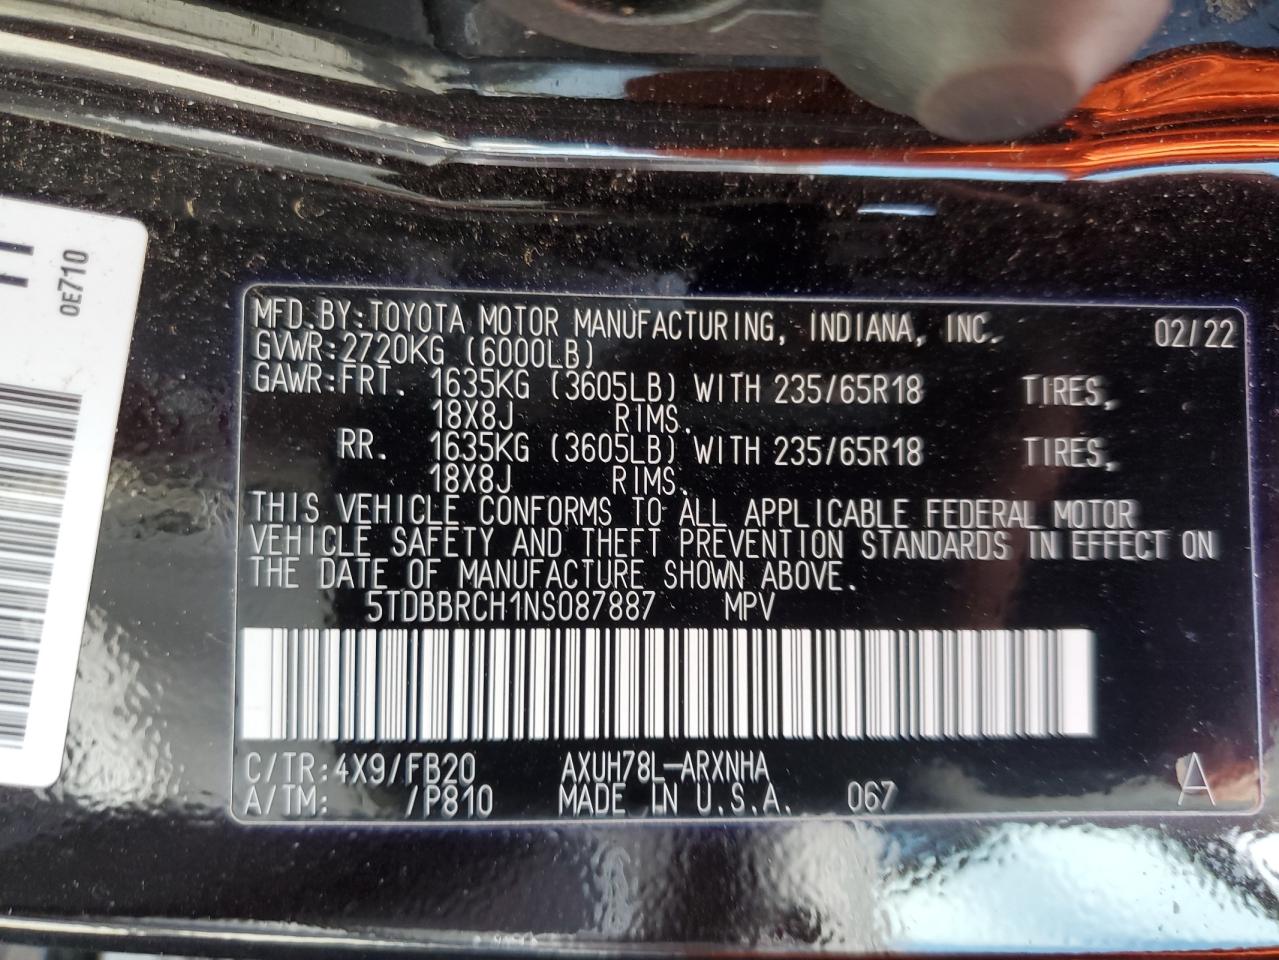 0E710
MFD.BY:TOYOTA MOTOR MANUFACTURING, INDIANA, INC. 02/22
GVWR:2720KG (6000LB)
GAWR:FRT. 1635KG (3605LB) WITH 235/65R18 TIRES,
18X8J RIMS.
RR. 1635KG (3605LB) WITH 235/65R18 TIRES,
18X8J RIMS.
THIS VEHICLE CONFORMS TO ALL APPLICABLE FEDERAL MOTOR
VEHICLE SAFETY AND THEFT PREVENTION STANDARDS IN EFFECT ON
THE DATE OF MANUFACTURE SHOWN ABOVE.
5TDBBRCH1NS087887 MPV
C/TR:4X9/FB20 AXUH78L-ARXNHA
A/TM: /P810 MADE IN U.S.A. 067 A